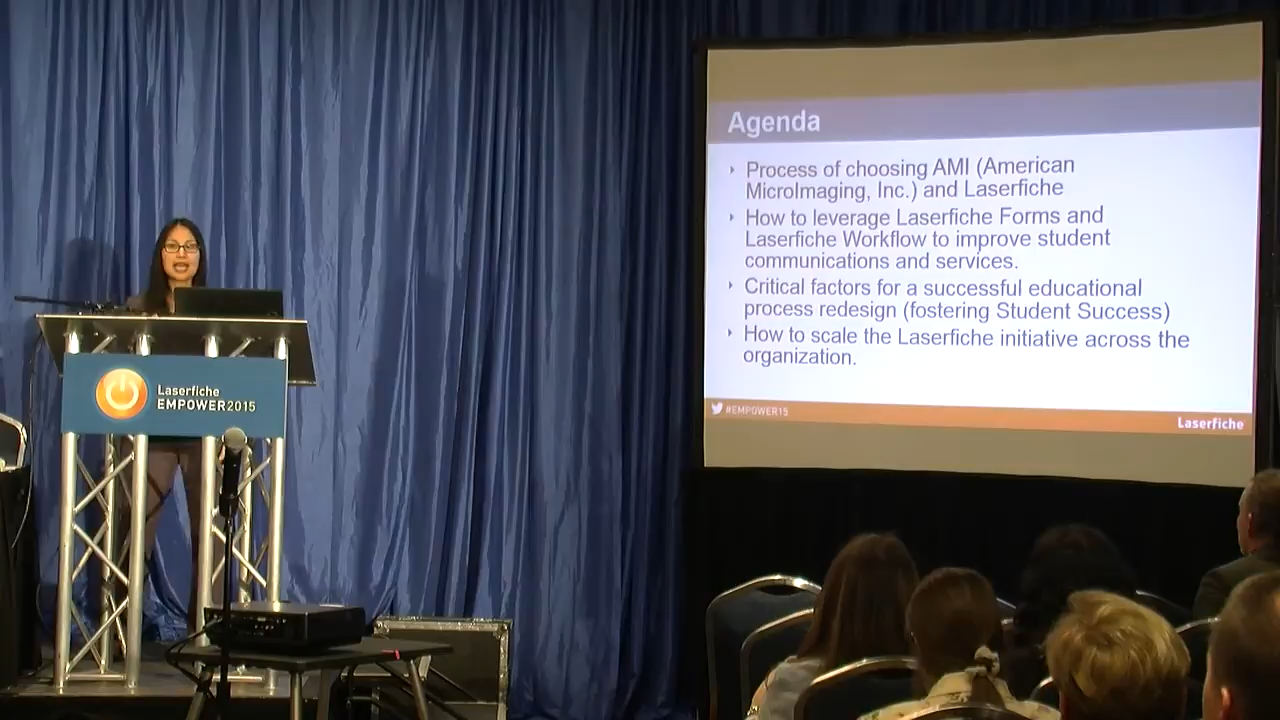 Laserfiche
EMPOWER2015
Agenda
Process of choosing AMI (American
MicroImaging, Inc.) and Laserfiche
How to leverage Laserfiche Forms and
Laserfiche Workflow to improve student
communications and services.
Critical factors for a successful educational
process redesign (fostering Student Success)
How to scale the Laserfiche initiative across the
organization.
#EMPOWER15
Laserfiche